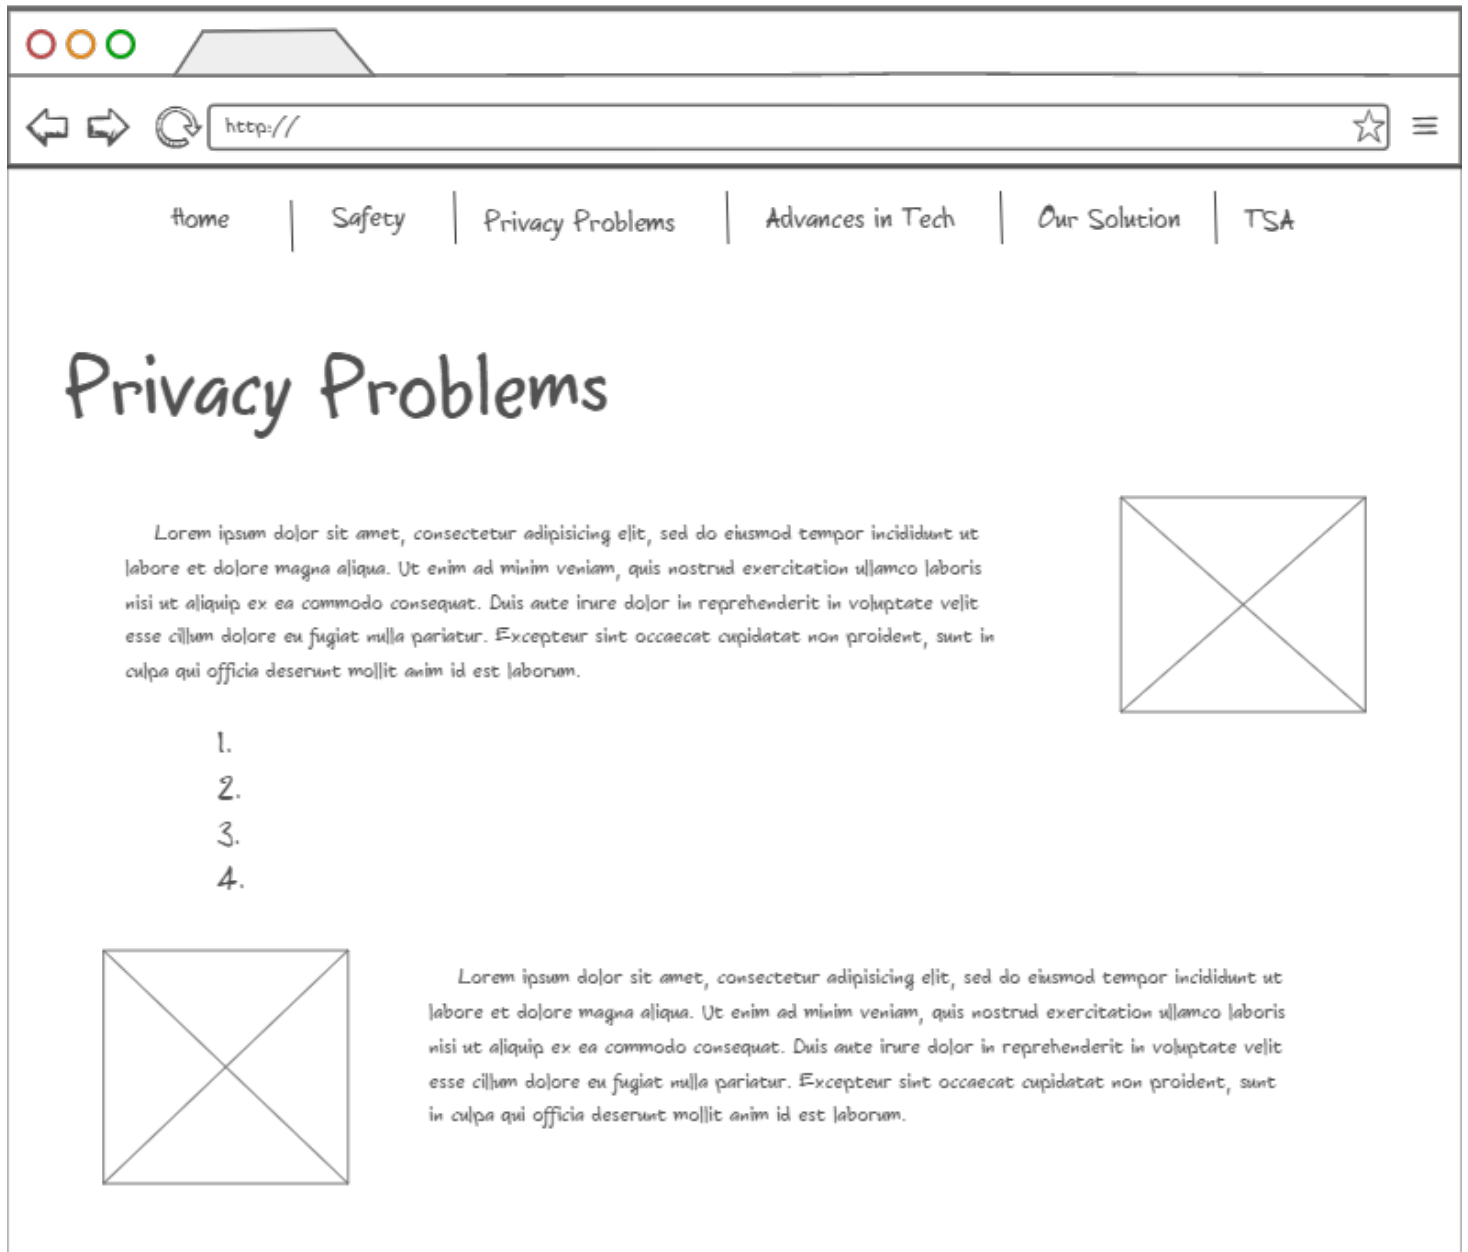 http://
Home Safety Privacy Problems Advances in Tech Our Solution TSA
Privacy Problems
Lorem ipsum dolor sit amet, consectetur adipisicing elit, sed do eiusmod tempor incididunt ut
labore et dolore magna aliqua. Ut enim ad minim veniam, quis nostrud exercitation ullamco laboris
nisi ut aliquip ex ea commodo consequat. Duis aute irure dolor in reprehenderit in voluptate velit
esse cillum dolore eu fugiat nulla pariatur. Excepteur sint occaecat cupidatat non proident, sunt in
culpa qui officia deserunt mollit anim id est laborum.
1.
2.
3.
4.
Lorem ipsum dolor sit amet, consectetur adipisicing elit, sed do eiusmod tempor incididunt ut
labore et dolore magna aliqua. Ut enim ad minim veniam, quis nostrud exercitation ullamco laboris
nisi ut aliquip ex ea commodo consequat. Duis aute irure dolor in reprehenderit in voluptate velit
esse cillum dolore eu fugiat nulla pariatur. Excepteur sint occaecat cupidatat non proident, sunt
in culpa qui officia deserunt mollit anim id est laborum.